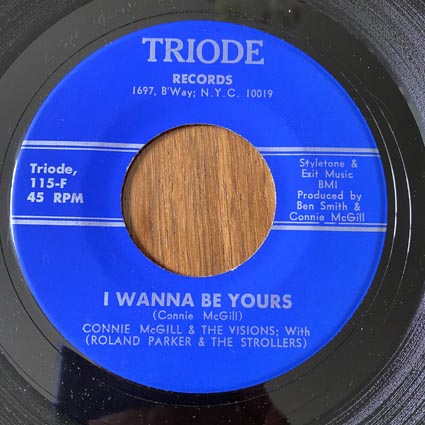 TRIODE
RECORDS
1697, B'Way; N.Y.C. 10019
Triode,
115-F
45 RPM
Styletone &
Exit Music
BMI
Produced by
Ben Smith &
Connie McGill
I WANNA BE YOURS
(Connie McGill)
CONNIE McGILL & THE VISIONS; With
(ROLAND PARKER & THE STROLLERS)